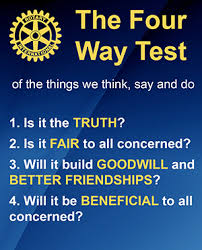 The Four
Way Test
of the things we think, say and do
1. Is it the TRUTH?
2. Is it FAIR to all concerned?
3. Will it build GOODWILL and
BETTER FRIENDSHIPS?
4. Will it be BENEFICIAL to all
concerned?